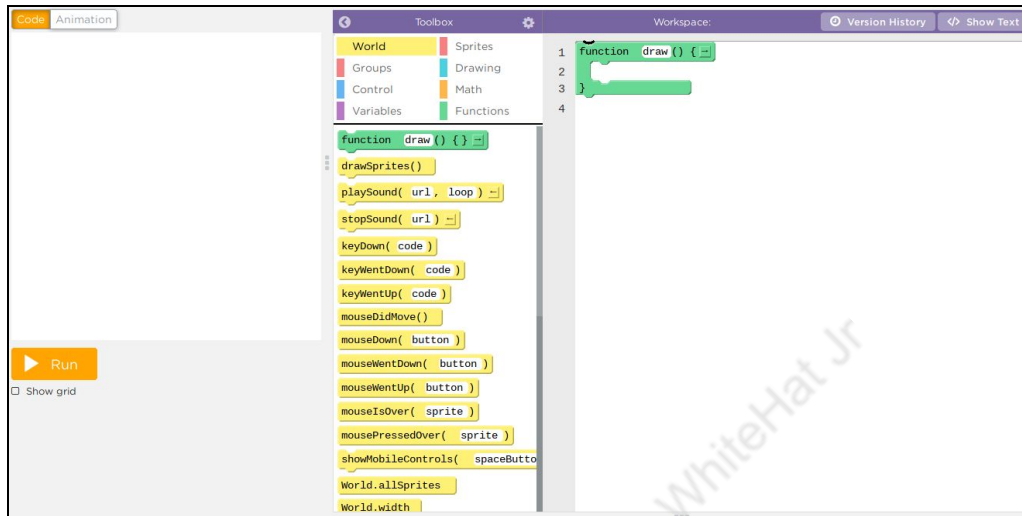 Code Animation
Toolbox
Workspace:
Version History
</> Show Text
World
Sprites
Groups
Drawing
Control
Math
Variables
Functions
function draw () { }
drawSprites()
playSound( url, loop )
stopSound( url )
keyDown( code )
keyWentDown( code )
keyWentUp( code )
mouseDidMove()
mouseDown( button )
mouseWentDown( button )
mouseWentUp( button )
mouseIsOver( sprite )
mousePressedOver( sprite )
showMobileControls( spaceButto
World.allSprites
World.width
1 function draw () {
2
3 }
4
Run
Show grid
WhiteHat Jr